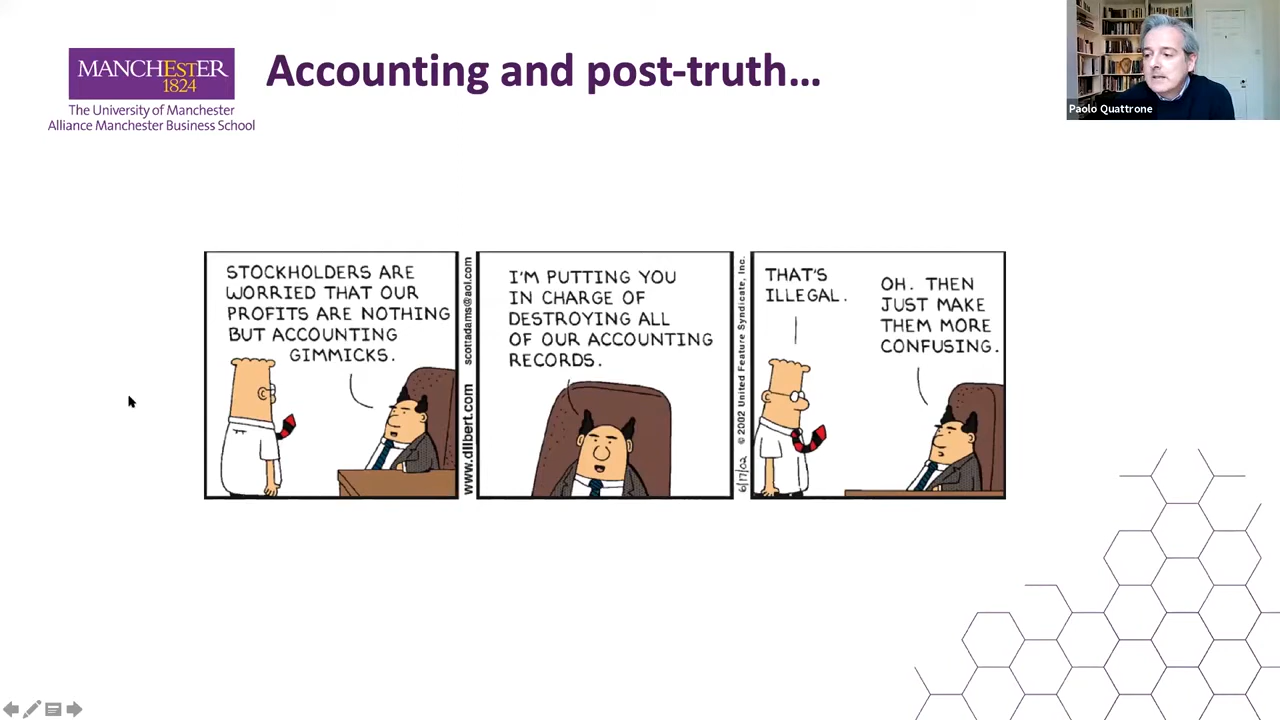 MANCHESTER
1824
The University of Manchester
Alliance Manchester Business School
Accounting and post-truth...
Paolo Quattrone
STOCKHOLDERS ARE
WORRIED THAT OUR
PROFITS ARE NOTHING
BUT ACCOUNTING
GIMMICKS.
www.dilbert.com scottadams@aol.com
I'M PUTTING YOU
IN CHARGE OF
DESTROYING ALL
OF OUR ACCOUNTING
RECORDS.
6/17/02 © 2002 United Feature Syndicate, Inc.
THAT'S
ILLEGAL.
OH. THEN
JUST MAKE
THEM MORE
CONFUSING.